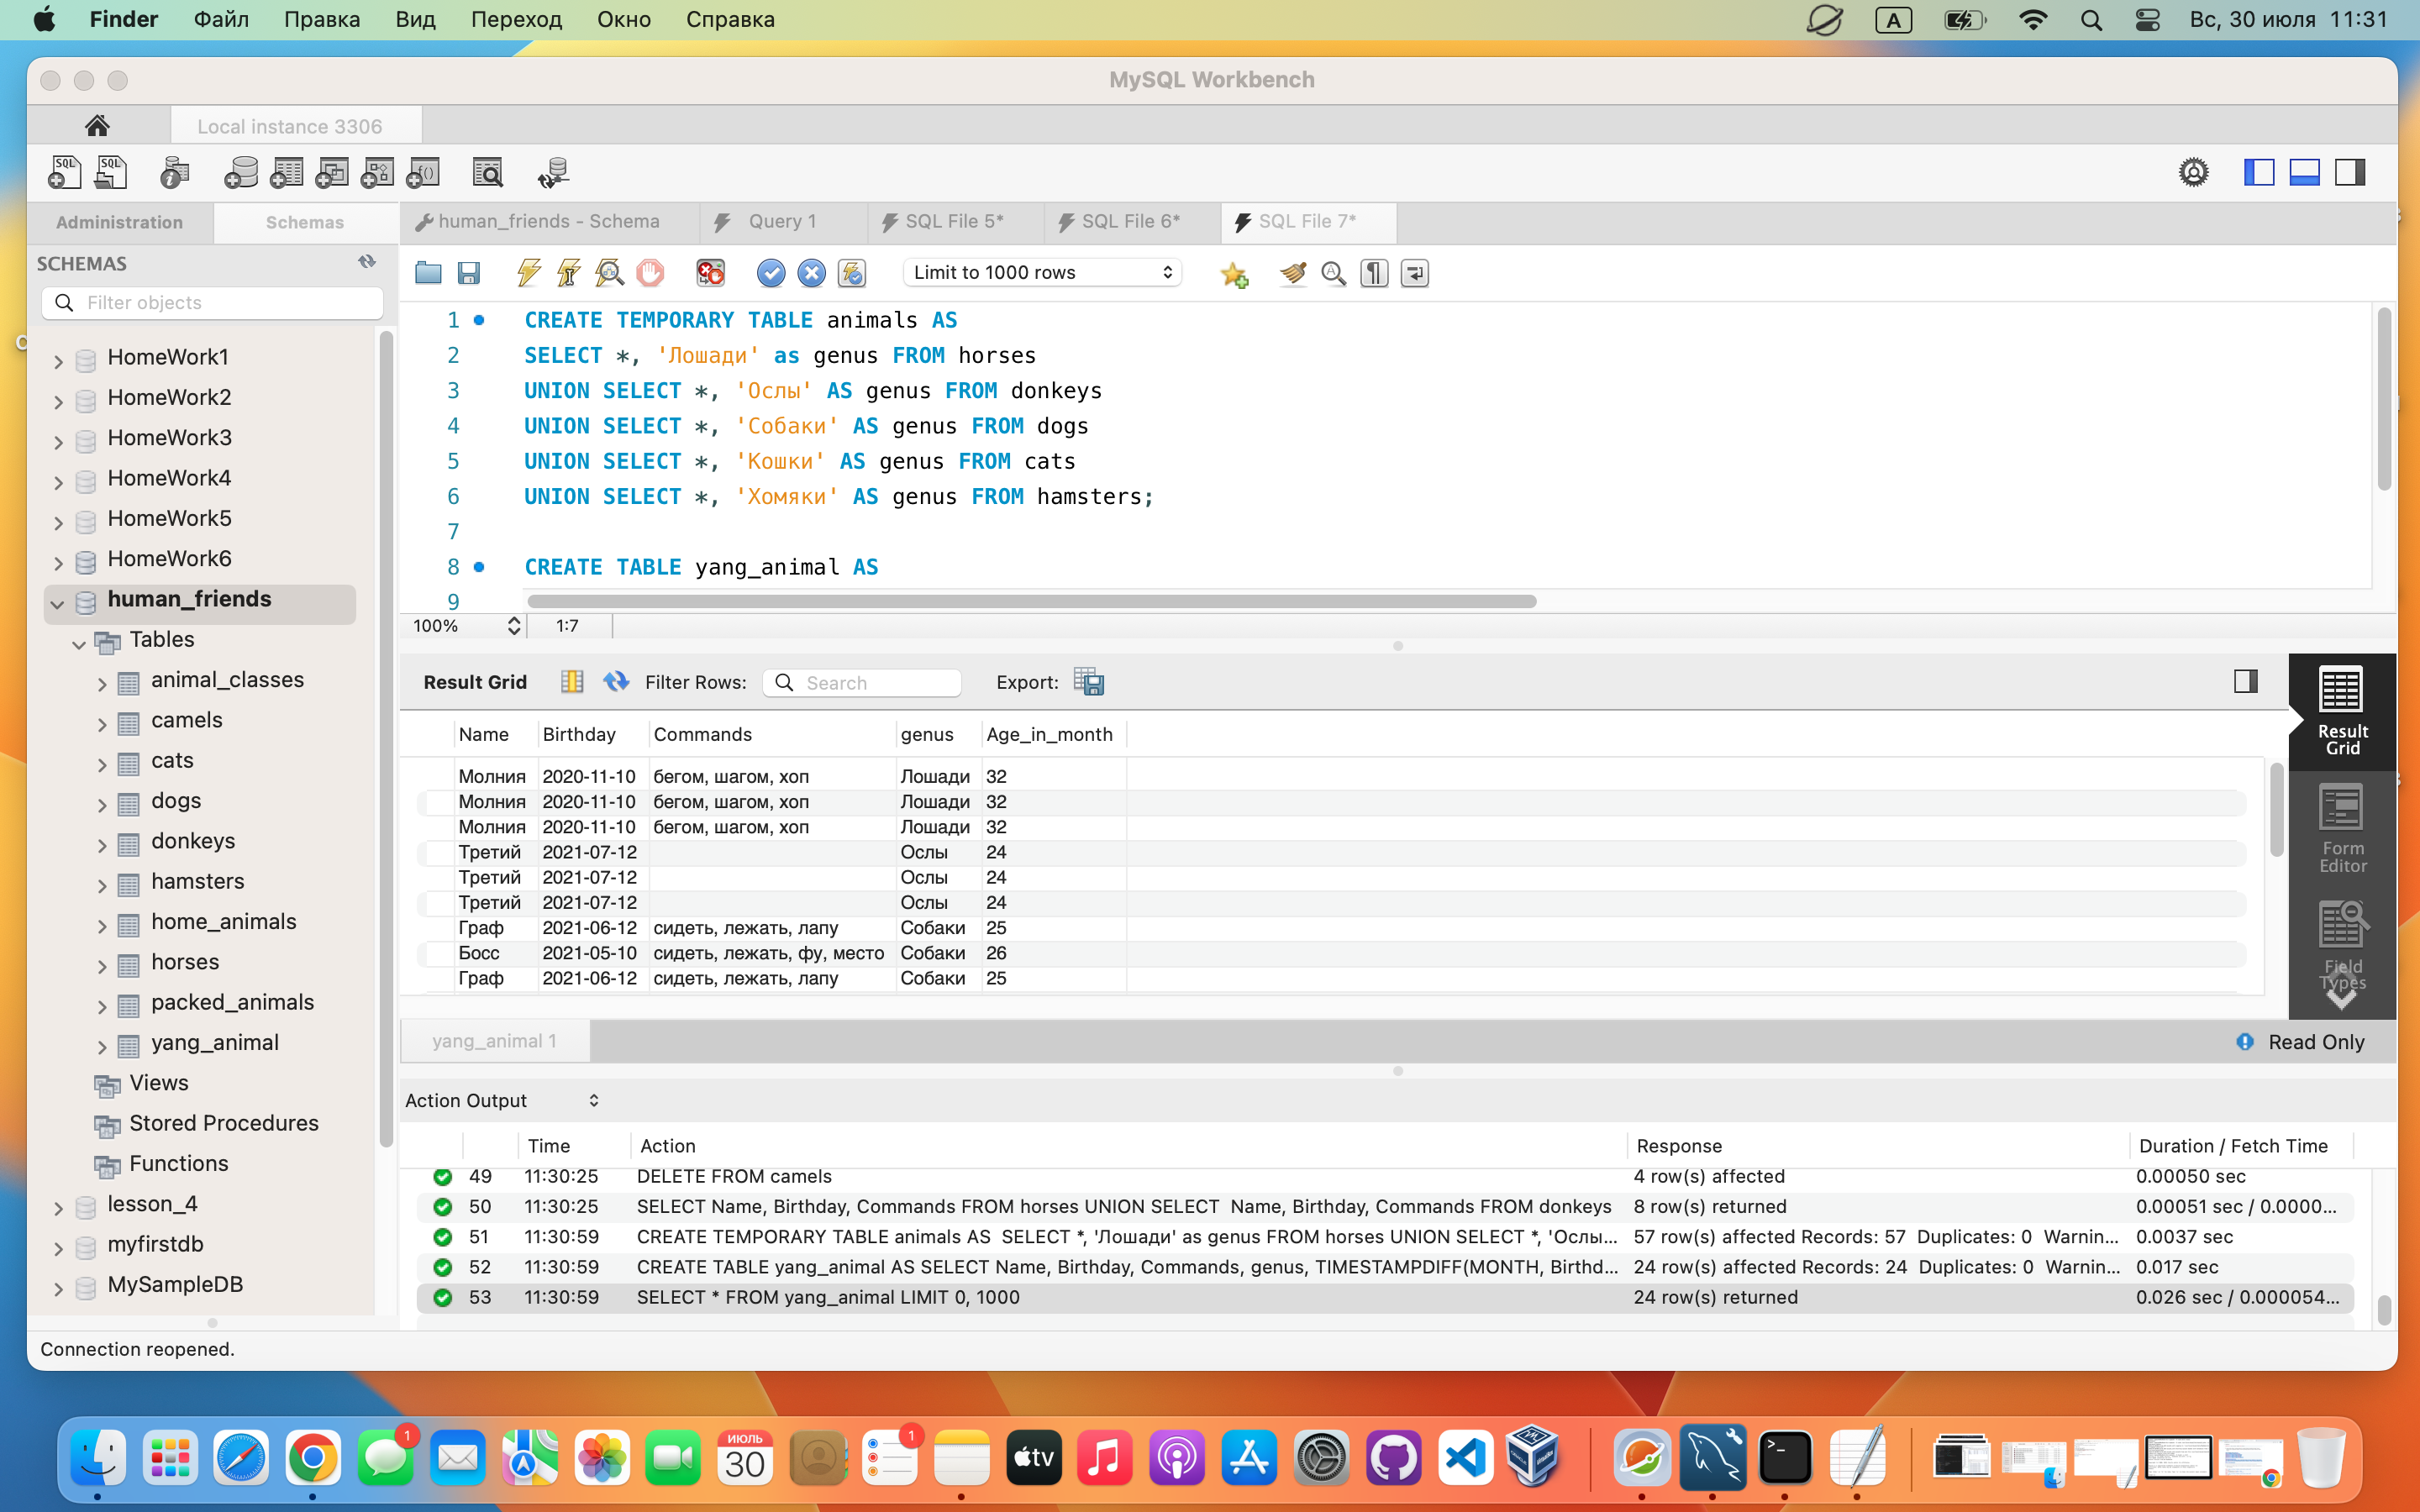 Finder Файл Правка Вид Переход Окно Справка A Вс, 30 июля 11:31
MySQL Workbench
Local instance 3306
SQL SQL
Administration Schemas human_friends - Schema Query 1 SQL File 5* SQL File 6* SQL File 7*
SCHEMAS
Filter objects
Limit to 1000 rows
HomeWork1
HomeWork2
HomeWork3
HomeWork4
HomeWork5
HomeWork6
human_friends
Tables
animal_classes
camels
cats
dogs
donkeys
hamsters
home_animals
horses
packed_animals
yang_animal
Views
Stored Procedures
Functions
lesson_4
myfirstdb
MySampleDB
1 CREATE TEMPORARY TABLE animals AS
2 SELECT *, 'Лошади' as genus FROM horses
3 UNION SELECT *, 'Ослы' AS genus FROM donkeys
4 UNION SELECT *, 'Собаки' AS genus FROM dogs
5 UNION SELECT *, 'Кошки' AS genus FROM cats
6 UNION SELECT *, 'Хомяки' AS genus FROM hamsters;
7
8 CREATE TABLE yang_animal AS
9
100% 1:7
Result Grid Filter Rows: Search Export:
Name Birthday Commands genus Age_in_month
Молния 2020-11-10 бегом, шагом, хоп Лошади 32
Молния 2020-11-10 бегом, шагом, хоп Лошади 32
Молния 2020-11-10 бегом, шагом, хоп Лошади 32
Третий 2021-07-12 Ослы 24
Третий 2021-07-12 Ослы 24
Третий 2021-07-12 Ослы 24
Граф 2021-06-12 сидеть, лежать, лапу Собаки 25
Босс 2021-05-10 сидеть, лежать, фу, место Собаки 26
Граф 2021-06-12 сидеть, лежать, лапу Собаки 25
Result
Grid
Form
Editor
Field
Types
yang_animal 1 Read Only
Action Output
Time Action Response Duration / Fetch Time
49 11:30:25 DELETE FROM camels 4 row(s) affected 0.00050 sec
50 11:30:25 SELECT Name, Birthday, Commands FROM horses UNION SELECT Name, Birthday, Commands FROM donkeys 8 row(s) returned 0.00051 sec / 0.0000...
51 11:30:59 CREATE TEMPORARY TABLE animals AS SELECT *, 'Лошади' as genus FROM horses UNION SELECT *, 'Ослы... 57 row(s) affected Records: 57 Duplicates: 0 Warnin... 0.0037 sec
52 11:30:59 CREATE TABLE yang_animal AS SELECT Name, Birthday, Commands, genus, TIMESTAMPDIFF(MONTH, Birthd... 24 row(s) affected Records: 24 Duplicates: 0 Warnin... 0.017 sec
53 11:30:59 SELECT * FROM yang_animal LIMIT 0, 1000 24 row(s) returned 0.026 sec / 0.000054...
Connection reopened.
1
ИЮЛЬ
30
1
tv